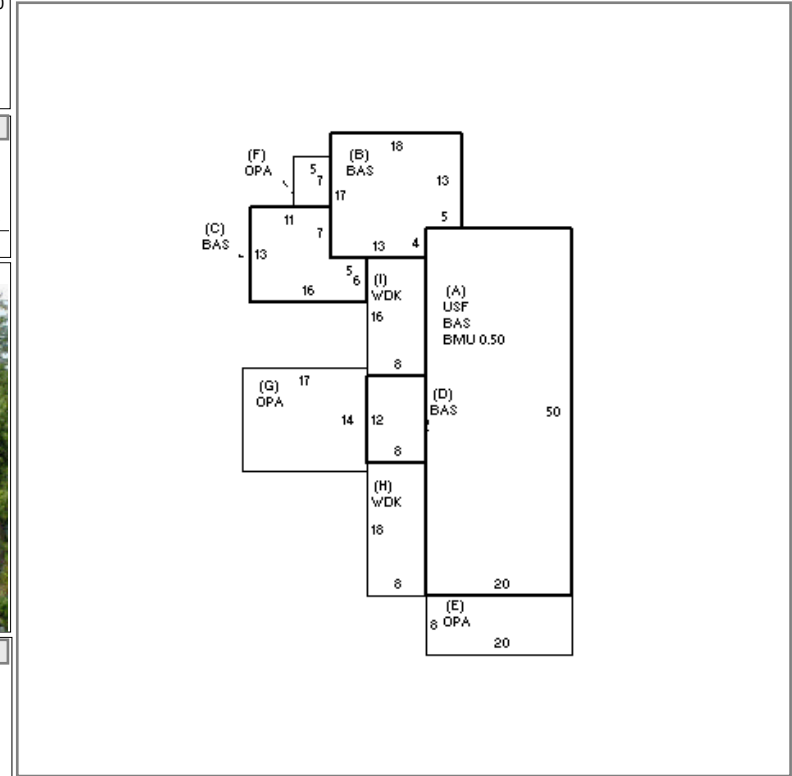 18
(F)
OPA
5
7
(B)
BAS
17
13
5
11
7
(C)
BAS
13
13
4
5
6
16
(I)
WDK
16
8
(A)
USF
BAS
BMU 0.50
17
(G)
OPA
14
12
8
(D)
BAS
50
(H)
WDK
18
8
20
(E)
8 OPA
20